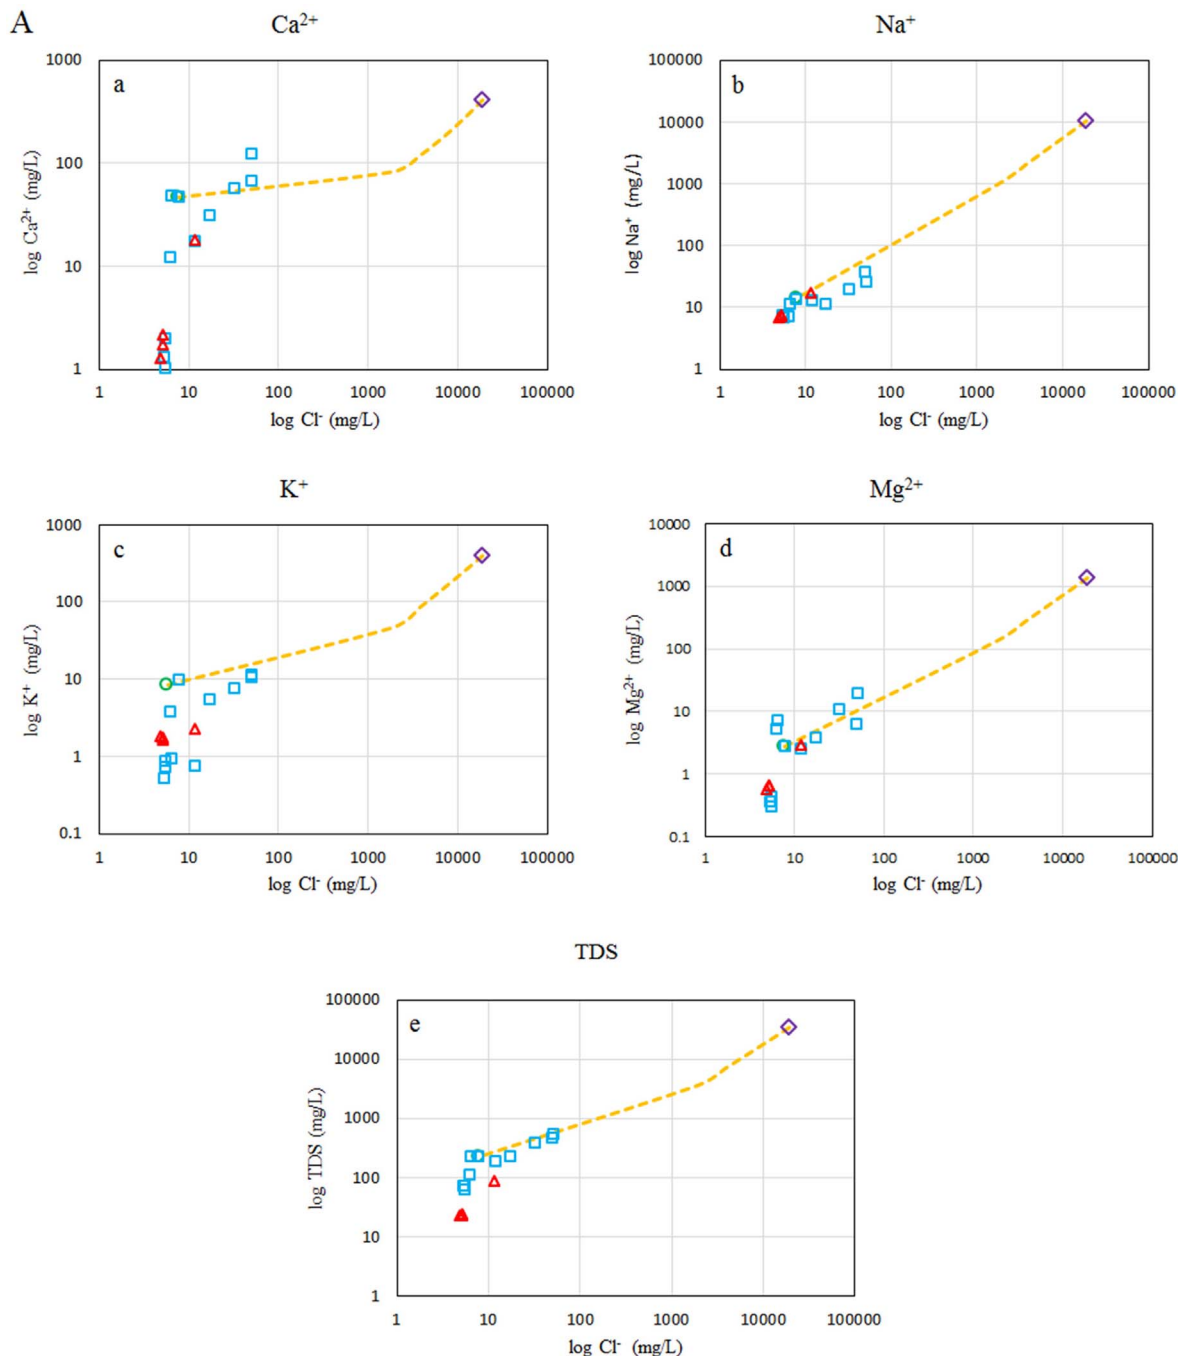 A
Ca²⁺
a
1000
100
10
1
log Ca²⁺ (mg/L)
1 10 100 1000 10000 100000
log Cl⁻ (mg/L)
Na⁺
b
100000
10000
1000
100
10
1
log Na⁺ (mg/L)
1 10 100 1000 10000 100000
log Cl⁻ (mg/L)
K⁺
c
1000
100
10
1
0.1
log K⁺ (mg/L)
1 10 100 1000 10000 100000
log Cl⁻ (mg/L)
Mg²⁺
d
10000
1000
100
10
1
0.1
log Mg²⁺ (mg/L)
1 10 100 1000 10000 100000
log Cl⁻ (mg/L)
TDS
e
100000
10000
1000
100
10
1
log TDS (mg/L)
1 10 100 1000 10000 100000
log Cl⁻ (mg/L)